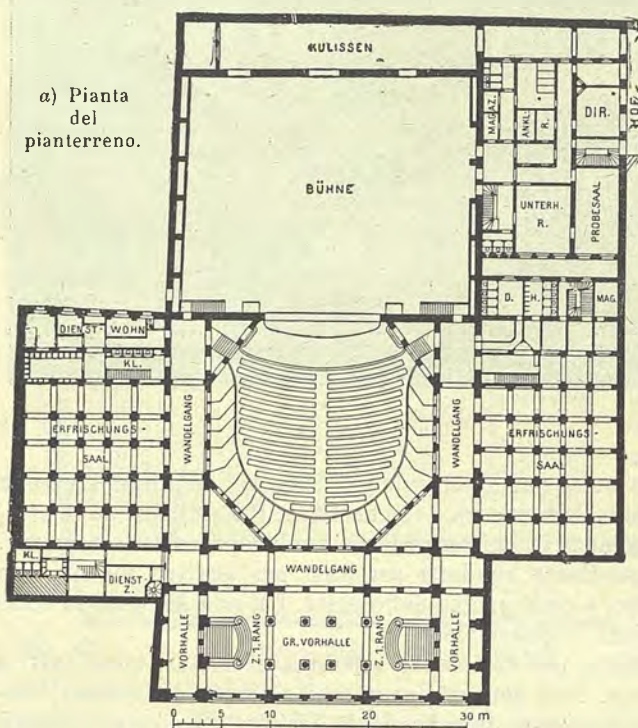 α) Pianta
del
pianterreno.
KULISSEN
BÜHNE
MAGAZ.
ANKL.
R.
DIR.
HOF
UNTERH.
R.
PROBESAAL
D.
H.
MAG.
DIENST-
WOHN
KL.
ERFRISCHUNGS-
SAAL
WANDELGANG
WANDELGANG
ERFRISCHUNGS-
SAAL
KL.
DIENST-
Z.
WANDELGANG
VORHALLE
Z. 1. RANG
GR. VORHALLE
Z. 1. RANG
VORHALLE
0 5 10 20 30 m